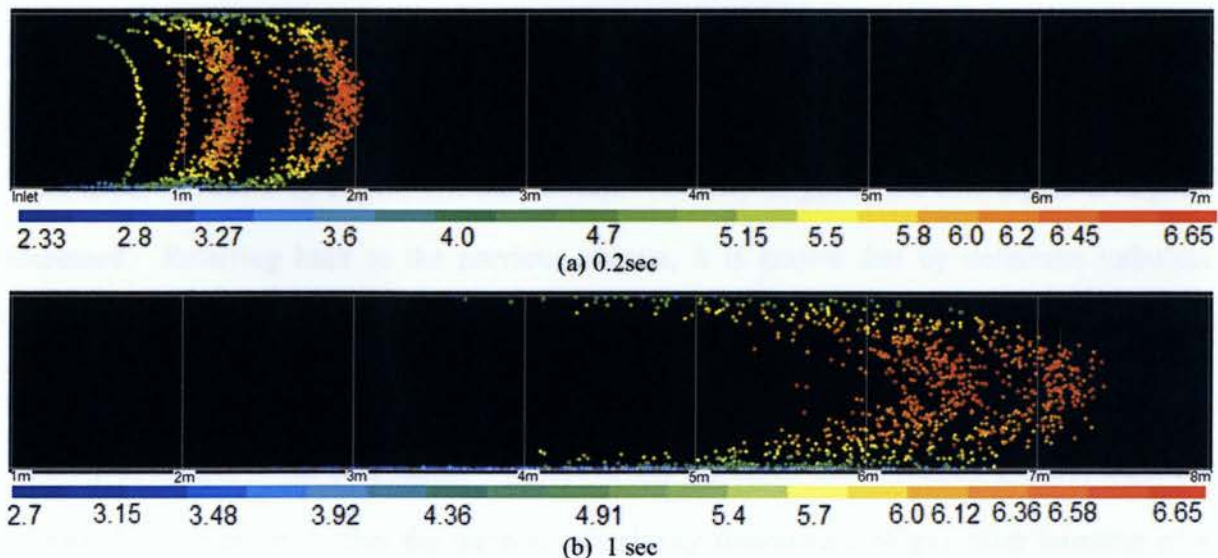 Inlet 1m 2m 3m 4m 5m 6m 7m
2.33 2.8 3.27 3.6 4.0 4.7 5.15 5.5 5.8 6.0 6.2 6.45 6.65
(a) 0.2sec
1m 2m 3m 4m 5m 6m 7m 8m
2.7 3.15 3.48 3.92 4.36 4.91 5.4 5.7 6.0 6.12 6.36 6.58 6.65
(b) 1 sec